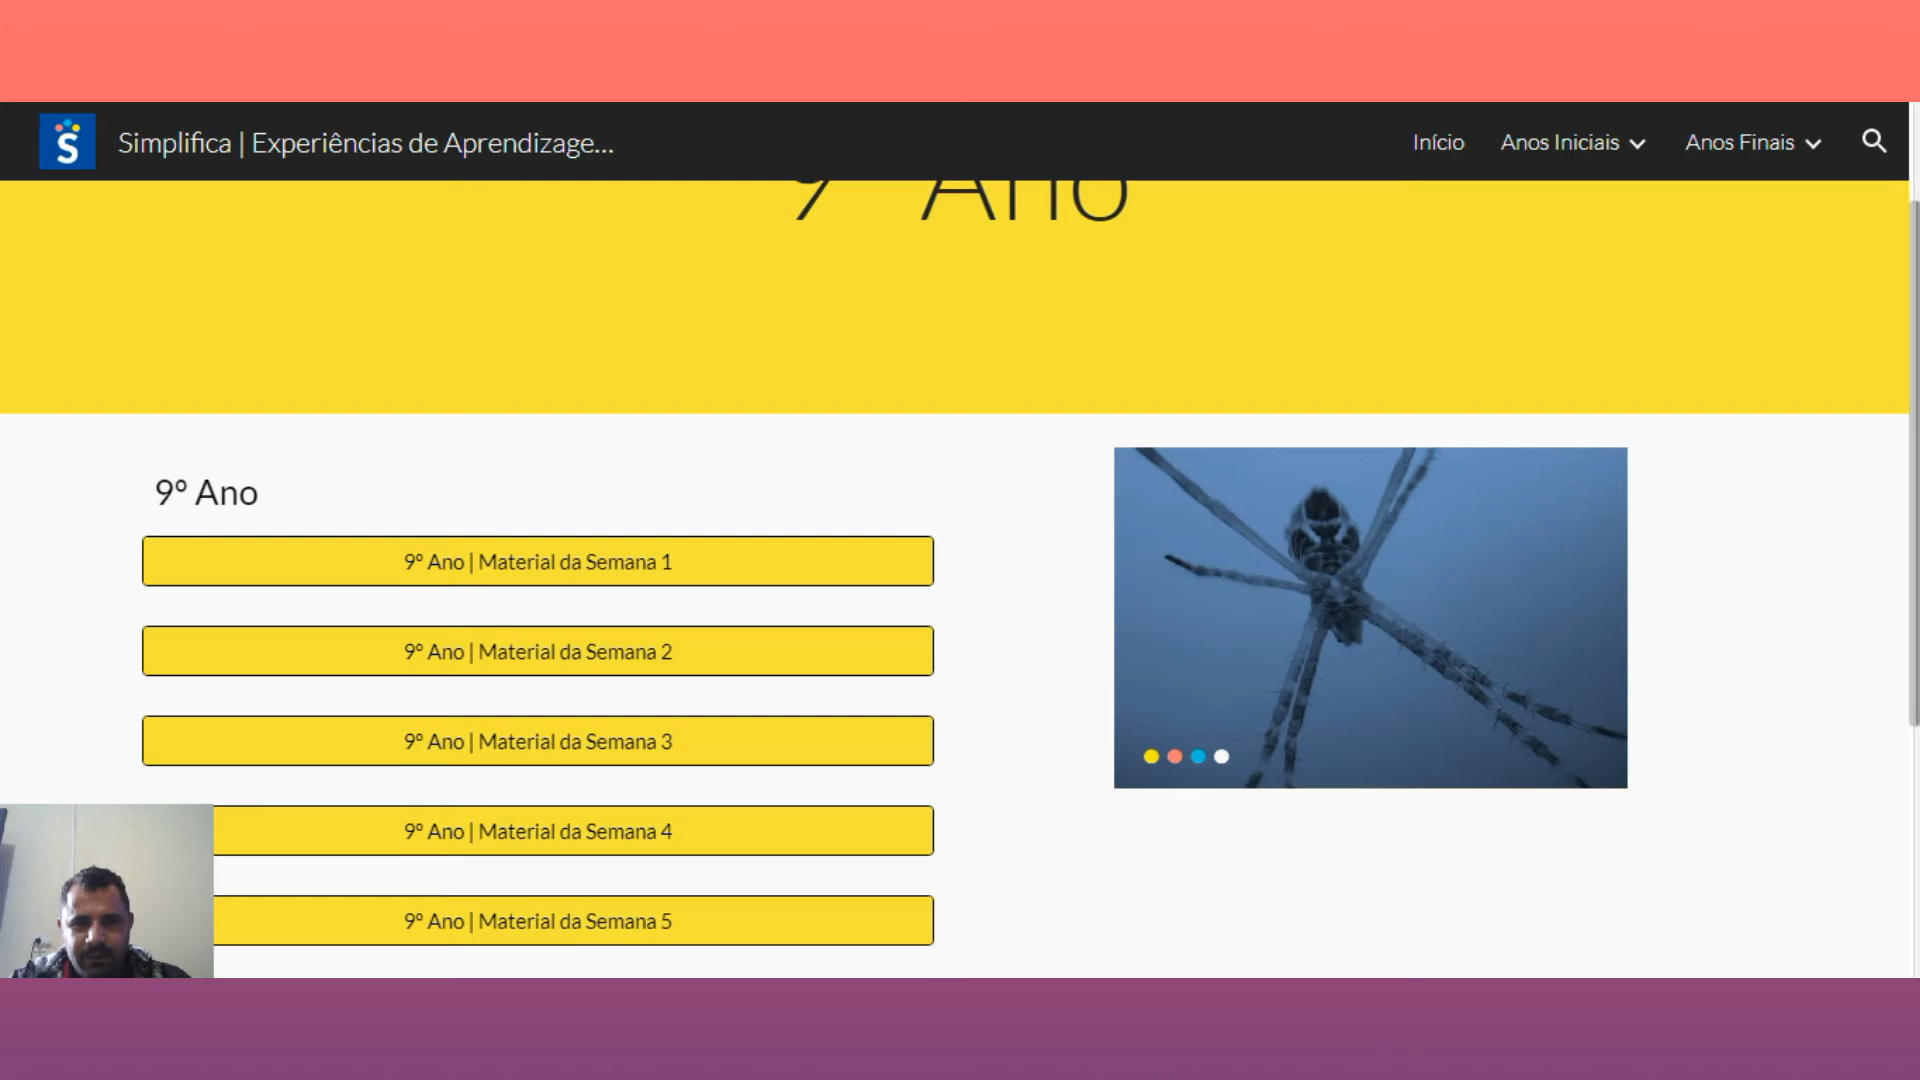 S
Simplifica | Experiências de Aprendizage...
Início
Anos Iniciais
Anos Finais
9º Ano
9º Ano
9º Ano | Material da Semana 1
9º Ano | Material da Semana 2
9º Ano | Material da Semana 3
9º Ano | Material da Semana 4
9º Ano | Material da Semana 5